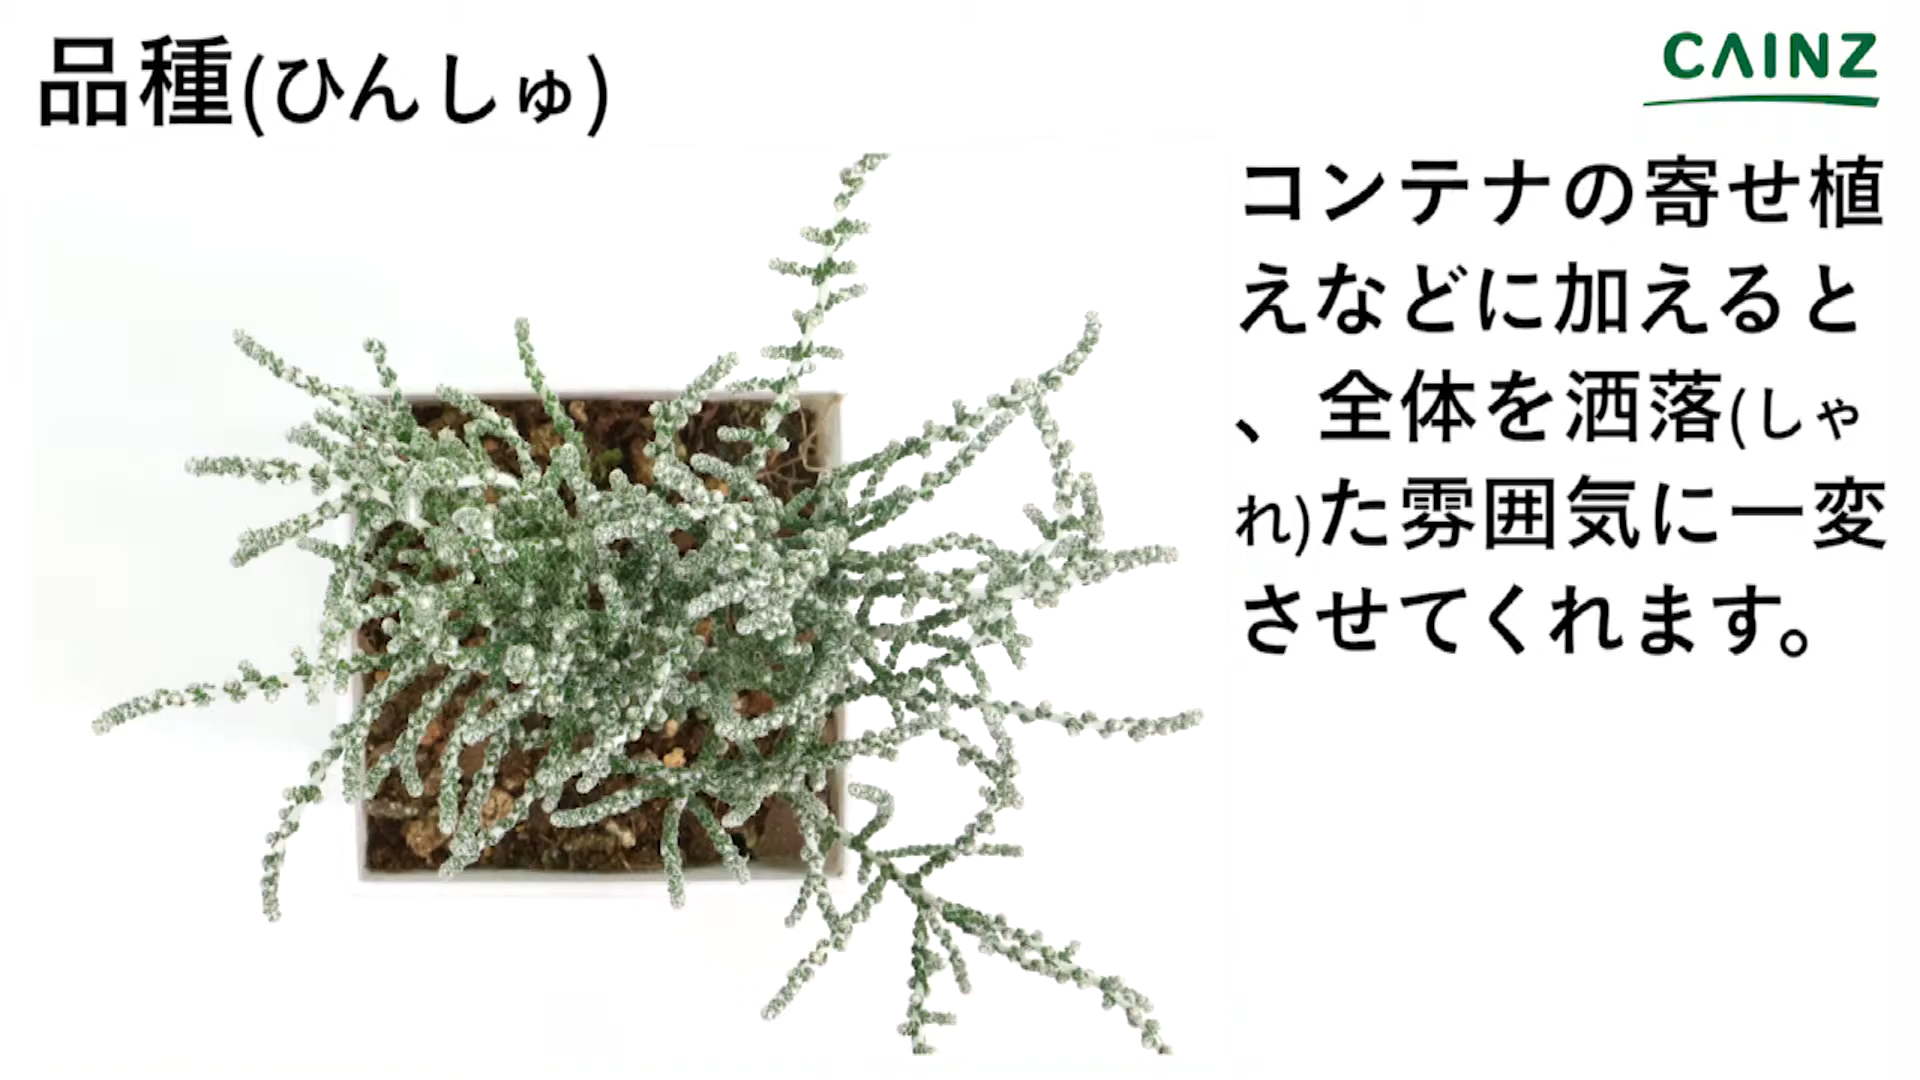 品種(ひんしゅ)
CAINZ
コンテナの寄せ植
えなどに加えると
、全体を洒落(しゃ
れ)た雰囲気に一変
させてくれます。